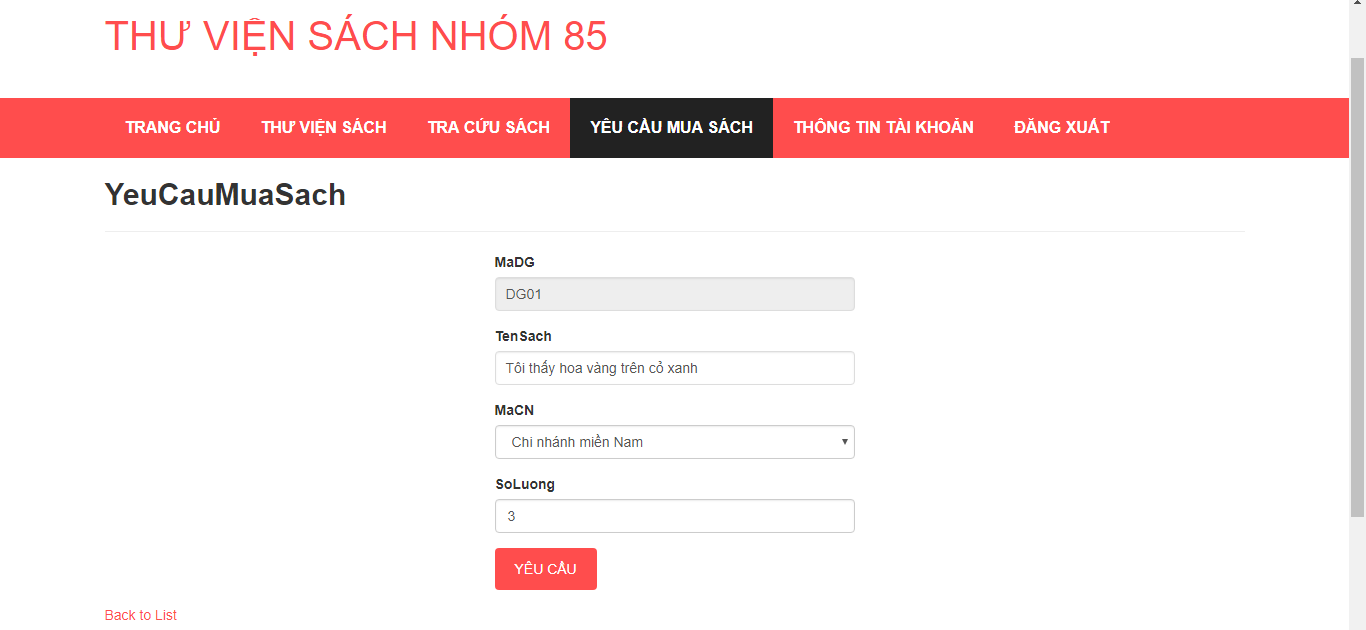 THƯ VIỆN SÁCH NHÓM 85
TRANG CHỦ THƯ VIỆN SÁCH TRA CỨU SÁCH YÊU CẦU MUA SÁCH THÔNG TIN TÀI KHOẢN ĐĂNG XUẤT
YeuCauMuaSach
MaDG
DG01
TenSach
Tôi thấy hoa vàng trên cỏ xanh
MaCN
Chi nhánh miền Nam
SoLuong
3
YÊU CẦU
Back to List